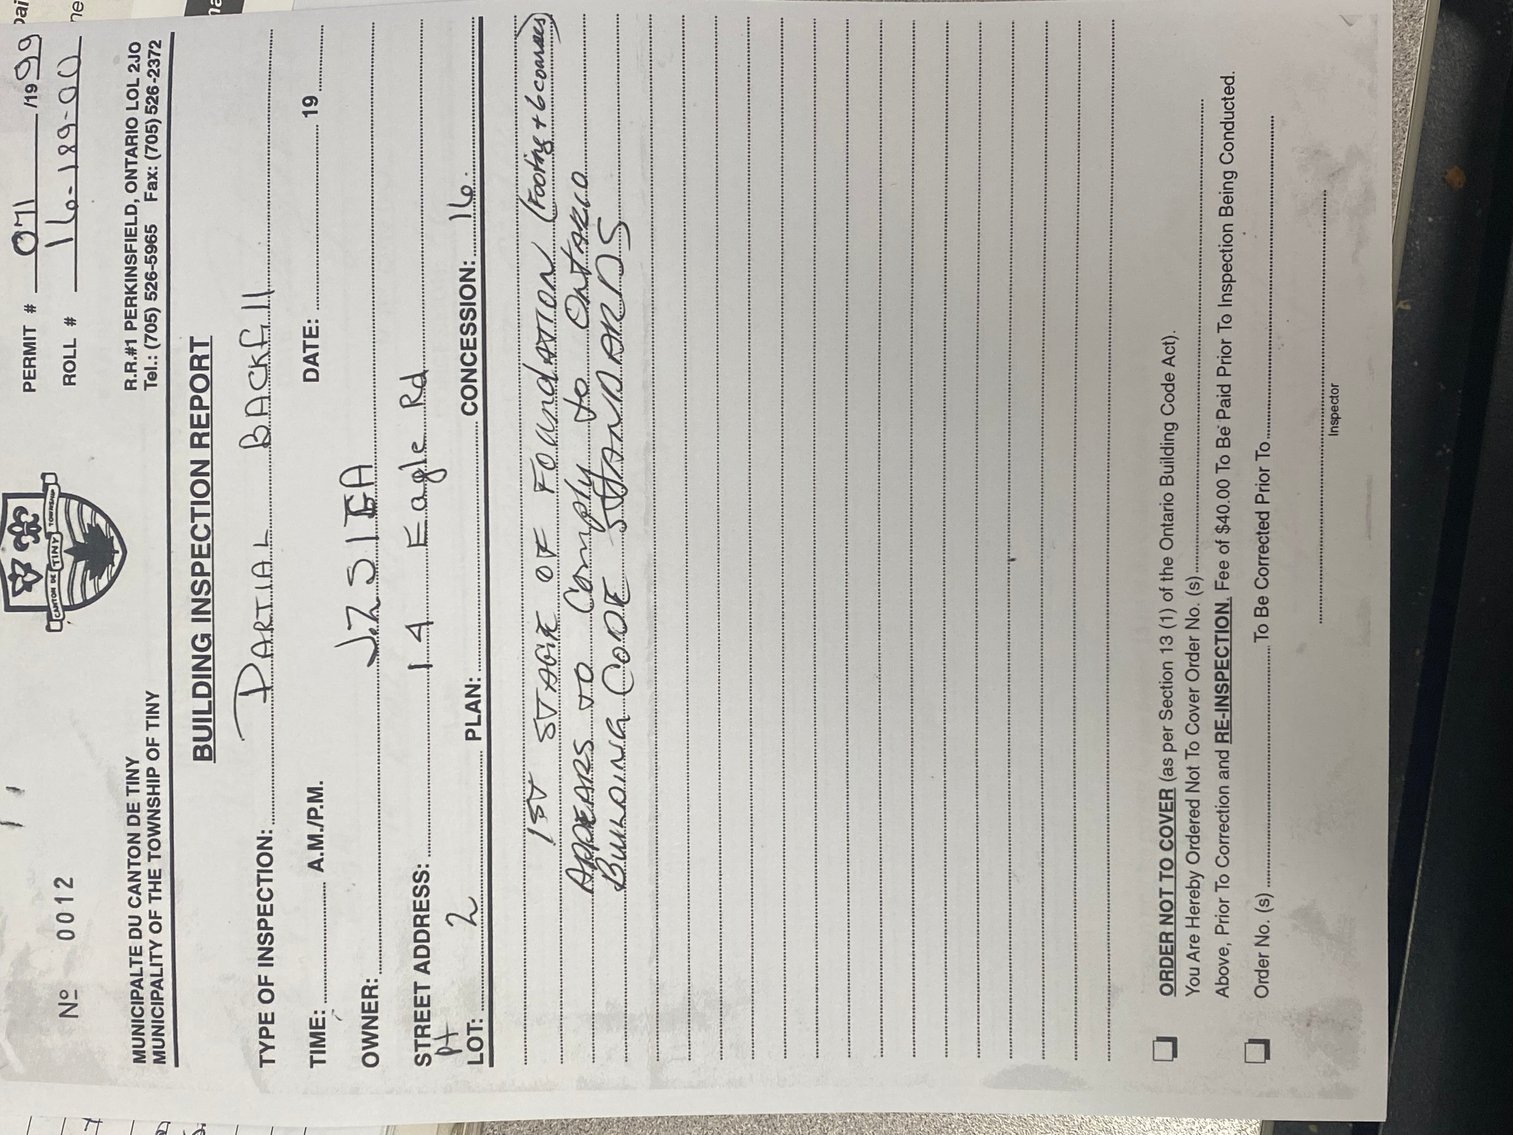 Nº 0012
PERMIT # 071 /1999
ROLL # 16-189-00
CANTON DE TINY TOWNSHIP
MUNICIPALTE DU CANTON DE TINY
MUNICIPALITY OF THE TOWNSHIP OF TINY
R.R.#1 PERKINSFIELD, ONTARIO LOL 2JO
Tel.: (705) 526-5965 Fax: (705) 526-2372
BUILDING INSPECTION REPORT
TYPE OF INSPECTION: PARTIAL BACKfill
TIME: A.M./P.M. DATE: 19
OWNER:
STREET ADDRESS: 14 Eagle Rd
Pt
LOT: 2 PLAN: CONCESSION: 16.
1ST STAGE OF FOUNDATION (Footing + 6 courses)
APPEARS TO Comply to ONTARIO
BUILDING CODE STANDARDS
ORDER NOT TO COVER (as per Section 13 (1) of the Ontario Building Code Act).
You Are Hereby Ordered Not To Cover Order No. (s)
Above, Prior To Correction and RE-INSPECTION. Fee of $40.00 To Be Paid Prior To Inspection Being Conducted.
Order No. (s) To Be Corrected Prior To
Inspector